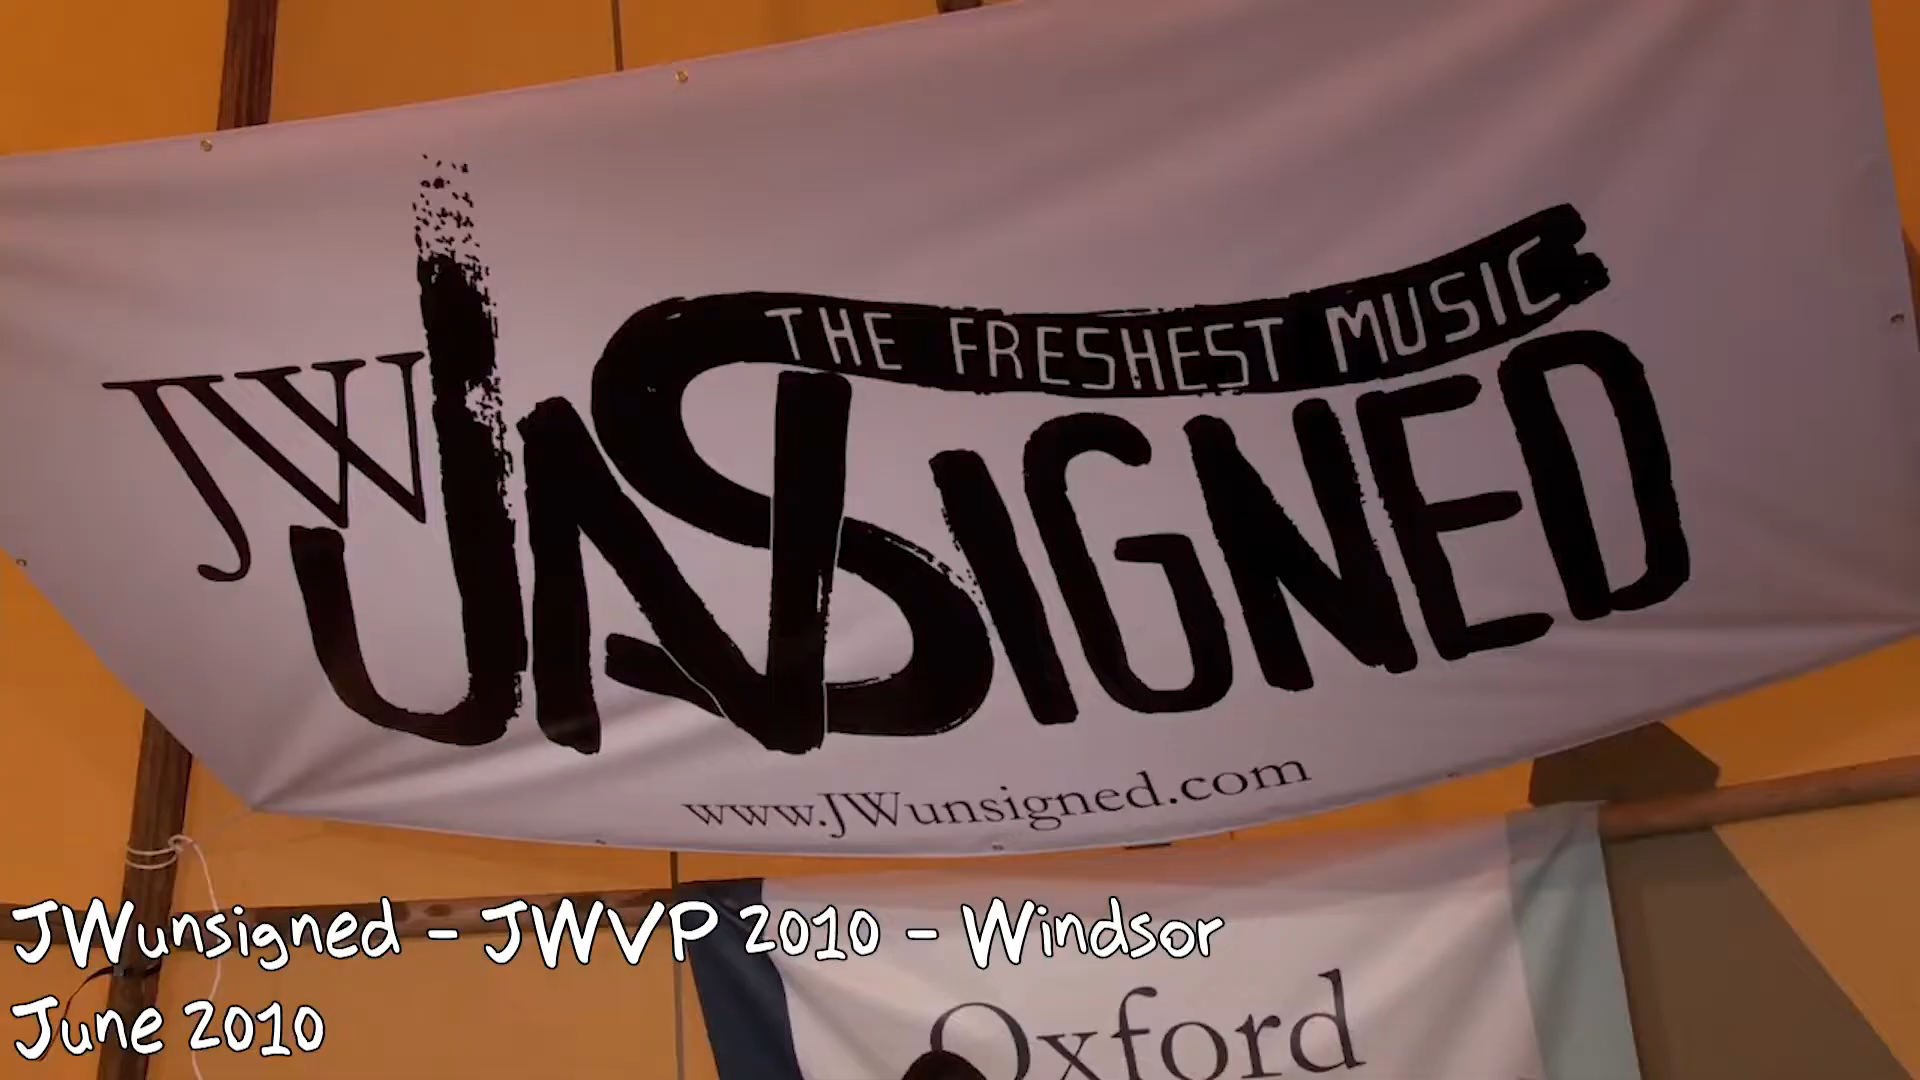 THE FRESHEST MUSIC
JW UNSIGNED
www.JWunsigned.com
Oxford
JWunsigned - JWVP 2010 - Windsor
June 2010